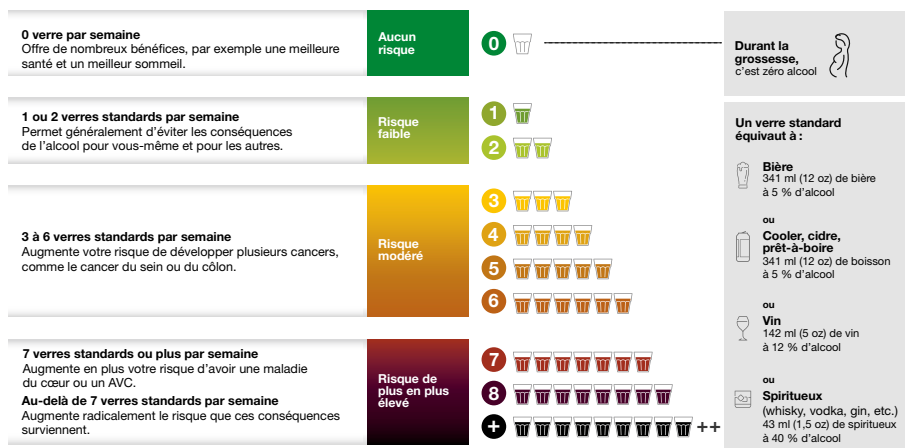 0 verre par semaine
Offre de nombreux bénéfices, par exemple une meilleure
santé et un meilleur sommeil.
Aucun
risque
0
Durant la
grossesse,
c'est zéro alcool
1 ou 2 verres standards par semaine
Permet généralement d'éviter les conséquences
de l'alcool pour vous-même et pour les autres.
Risque
faible
1
2
3 à 6 verres standards par semaine
Augmente votre risque de développer plusieurs cancers,
comme le cancer du sein ou du côlon.
Risque
modéré
3
4
5
6
7 verres standards ou plus par semaine
Augmente en plus votre risque d'avoir une maladie
du cœur ou un AVC.
Au-delà de 7 verres standards par semaine
Augmente radicalement le risque que ces conséquences
surviennent.
Risque de
plus en plus
élevé
7
8
+ ++
Un verre standard
équivaut à :
Bière
341 ml (12 oz) de bière
à 5 % d'alcool
ou
Cooler, cidre,
prêt-à-boire
341 ml (12 oz) de boisson
à 5 % d'alcool
ou
Vin
142 ml (5 oz) de vin
à 12 % d'alcool
ou
Spiritueux
(whisky, vodka, gin, etc.)
43 ml (1,5 oz) de spiritueux
à 40 % d'alcool